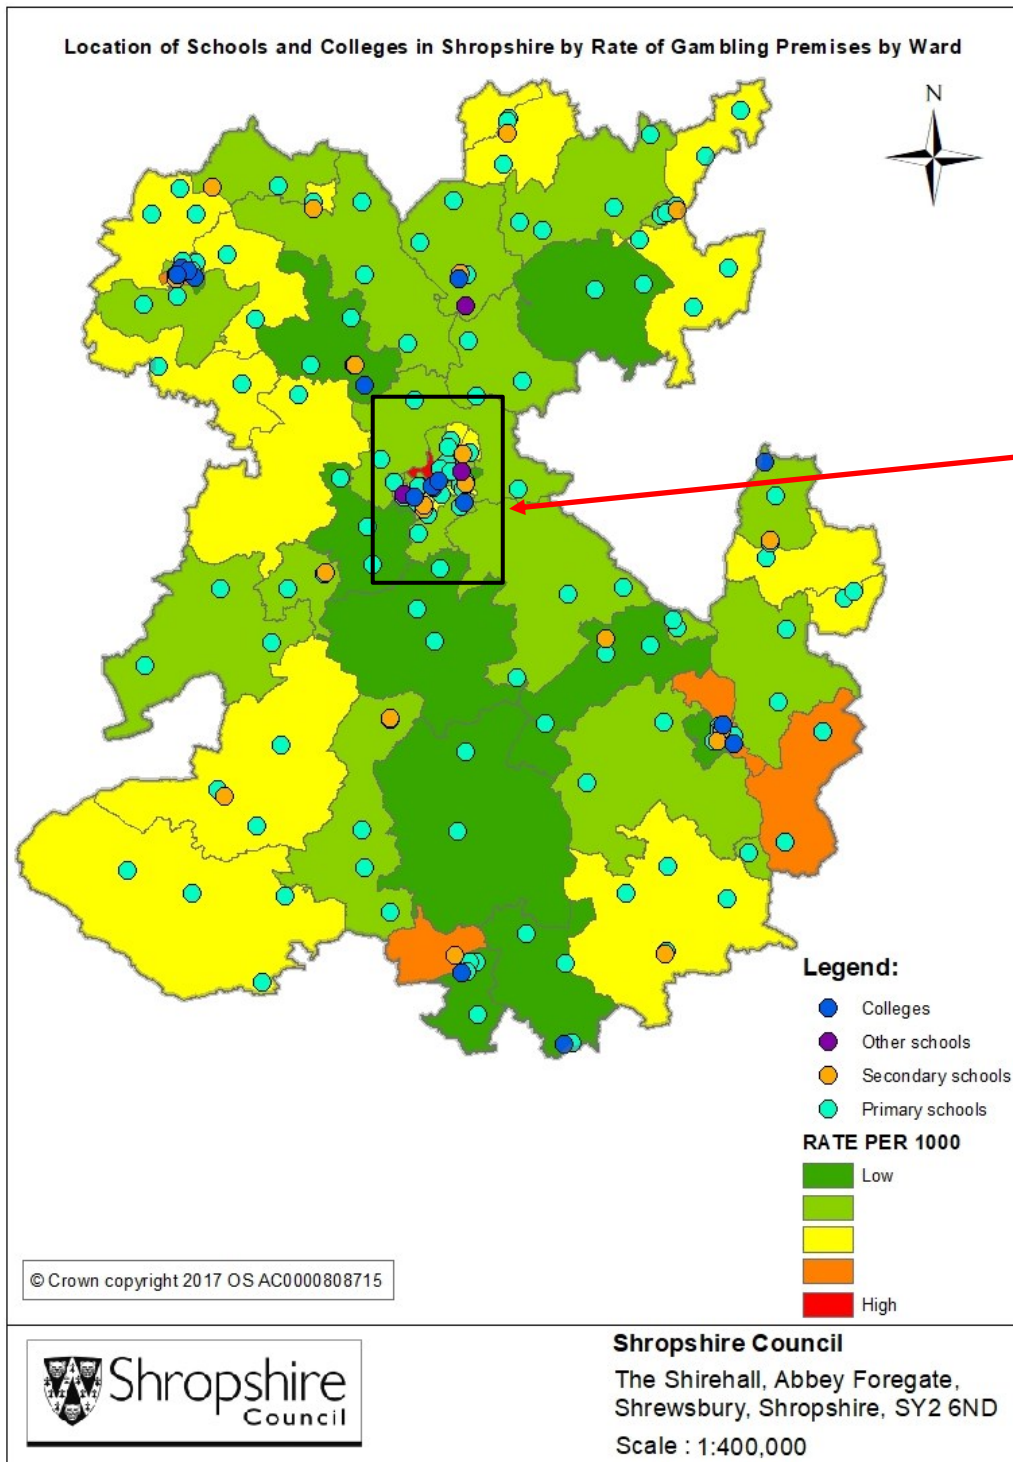 Location of Schools and Colleges in Shropshire by Rate of Gambling Premises by Ward
N
Legend:
Colleges
Other schools
Secondary schools
Primary schools
RATE PER 1000
Low
High
© Crown copyright 2017 OS AC0000808715
Shropshire
Council
Shropshire Council
The Shirehall, Abbey Foregate,
Shrewsbury, Shropshire, SY2 6ND
Scale : 1:400,000